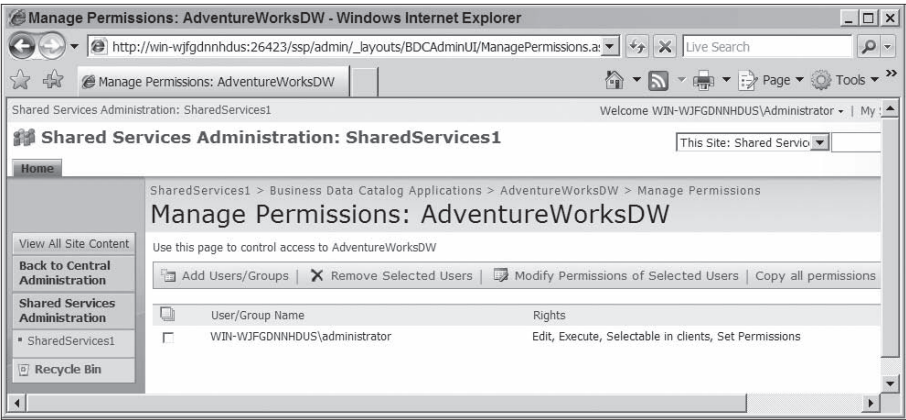 Manage Permissions: AdventureWorksDW - Windows Internet Explorer
http://win-wjfgdnnhdus:26423/ssp/admin/_layouts/BDCAdminUI/ManagePermissions.a
Live Search
Manage Permissions: AdventureWorksDW
Page
Tools
Shared Services Administration: SharedServices1
Welcome WIN-WJFGDNNHDUS\Administrator
| My
Shared Services Administration: SharedServices1
This Site: Shared Servic
Home
SharedServices1 > Business Data Catalog Applications > AdventureWorksDW > Manage Permissions
Manage Permissions: AdventureWorksDW
View All Site Content
Back to Central
Administration
Shared Services
Administration
SharedServices1
Recycle Bin
Use this page to control access to AdventureWorksDW
Add Users/Groups | Remove Selected Users | Modify Permissions of Selected Users | Copy all permissions
User/Group Name Rights
WIN-WJFGDNNHDUS\administrator Edit, Execute, Selectable in clients, Set Permissions